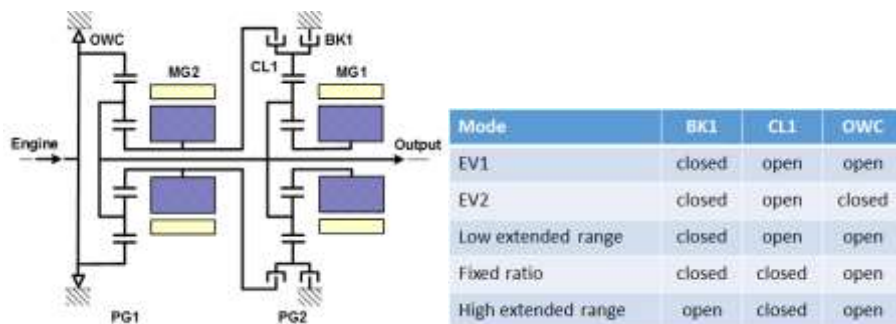 OWC
BK1
CL1
MG2
MG1
Engine
Output
PG1
PG2
Mode BK1 CL1 OWC
EV1 closed open open
EV2 closed open closed
Low extended range closed open open
Fixed ratio closed closed open
High extended range open closed open